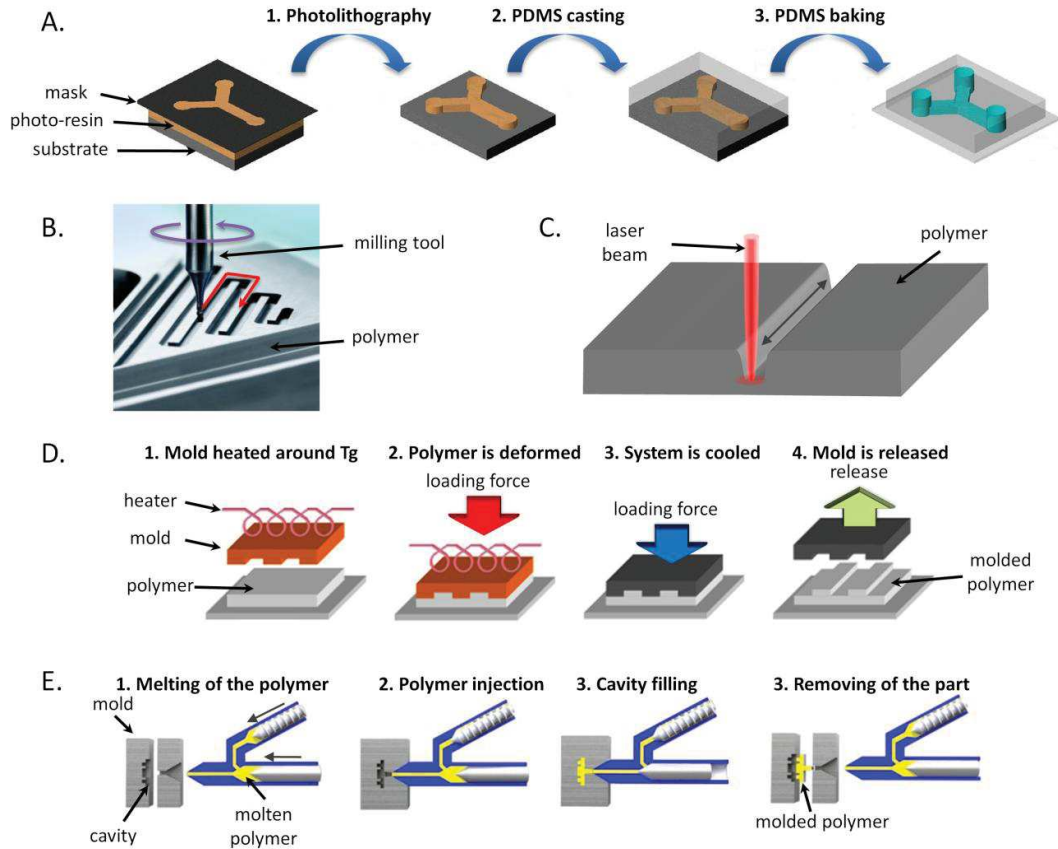 A.
1. Photolithography
2. PDMS casting
3. PDMS baking
mask
photo-resin
substrate
B.
milling tool
polymer
C.
laser
beam
polymer
D.
1. Mold heated around Tg
2. Polymer is deformed
3. System is cooled
4. Mold is released
heater
mold
polymer
loading force
loading force
release
molded
polymer
E.
1. Melting of the polymer
2. Polymer injection
3. Cavity filling
3. Removing of the part
mold
cavity
molten
polymer
molded polymer